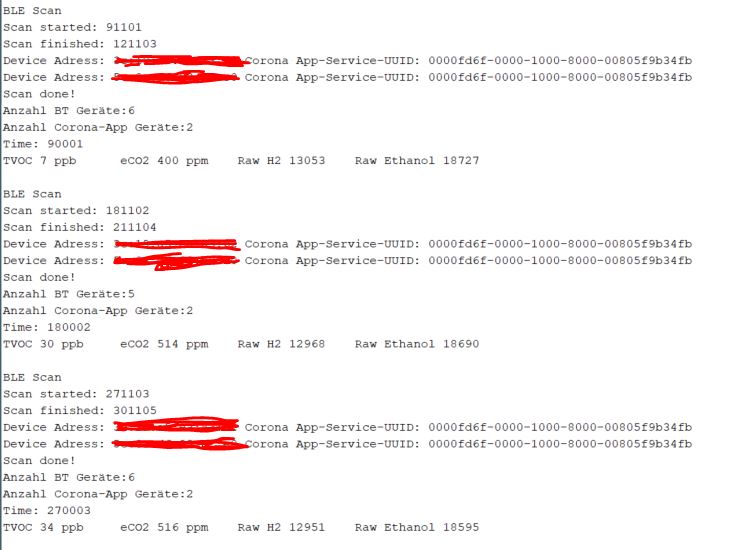 BLE Scan
Scan started: 91101
Scan finished: 121103
Device Adress: Corona App-Service-UUID: 0000fd6f-0000-1000-8000-00805f9b34fb
Device Adress: Corona App-Service-UUID: 0000fd6f-0000-1000-8000-00805f9b34fb
Scan done!
Anzahl BT Geräte:6
Anzahl Corona-App Geräte:2
Time: 90001
TVOC 7 ppb eCO2 400 ppm Raw H2 13053 Raw Ethanol 18727
BLE Scan
Scan started: 181102
Scan finished: 211104
Device Adress: Corona App-Service-UUID: 0000fd6f-0000-1000-8000-00805f9b34fb
Device Adress: Corona App-Service-UUID: 0000fd6f-0000-1000-8000-00805f9b34fb
Scan done!
Anzahl BT Geräte:5
Anzahl Corona-App Geräte:2
Time: 180002
TVOC 30 ppb eCO2 514 ppm Raw H2 12968 Raw Ethanol 18690
BLE Scan
Scan started: 271103
Scan finished: 301105
Device Adress: Corona App-Service-UUID: 0000fd6f-0000-1000-8000-00805f9b34fb
Device Adress: Corona App-Service-UUID: 0000fd6f-0000-1000-8000-00805f9b34fb
Scan done!
Anzahl BT Geräte:6
Anzahl Corona-App Geräte:2
Time: 270003
TVOC 34 ppb eCO2 516 ppm Raw H2 12951 Raw Ethanol 18595